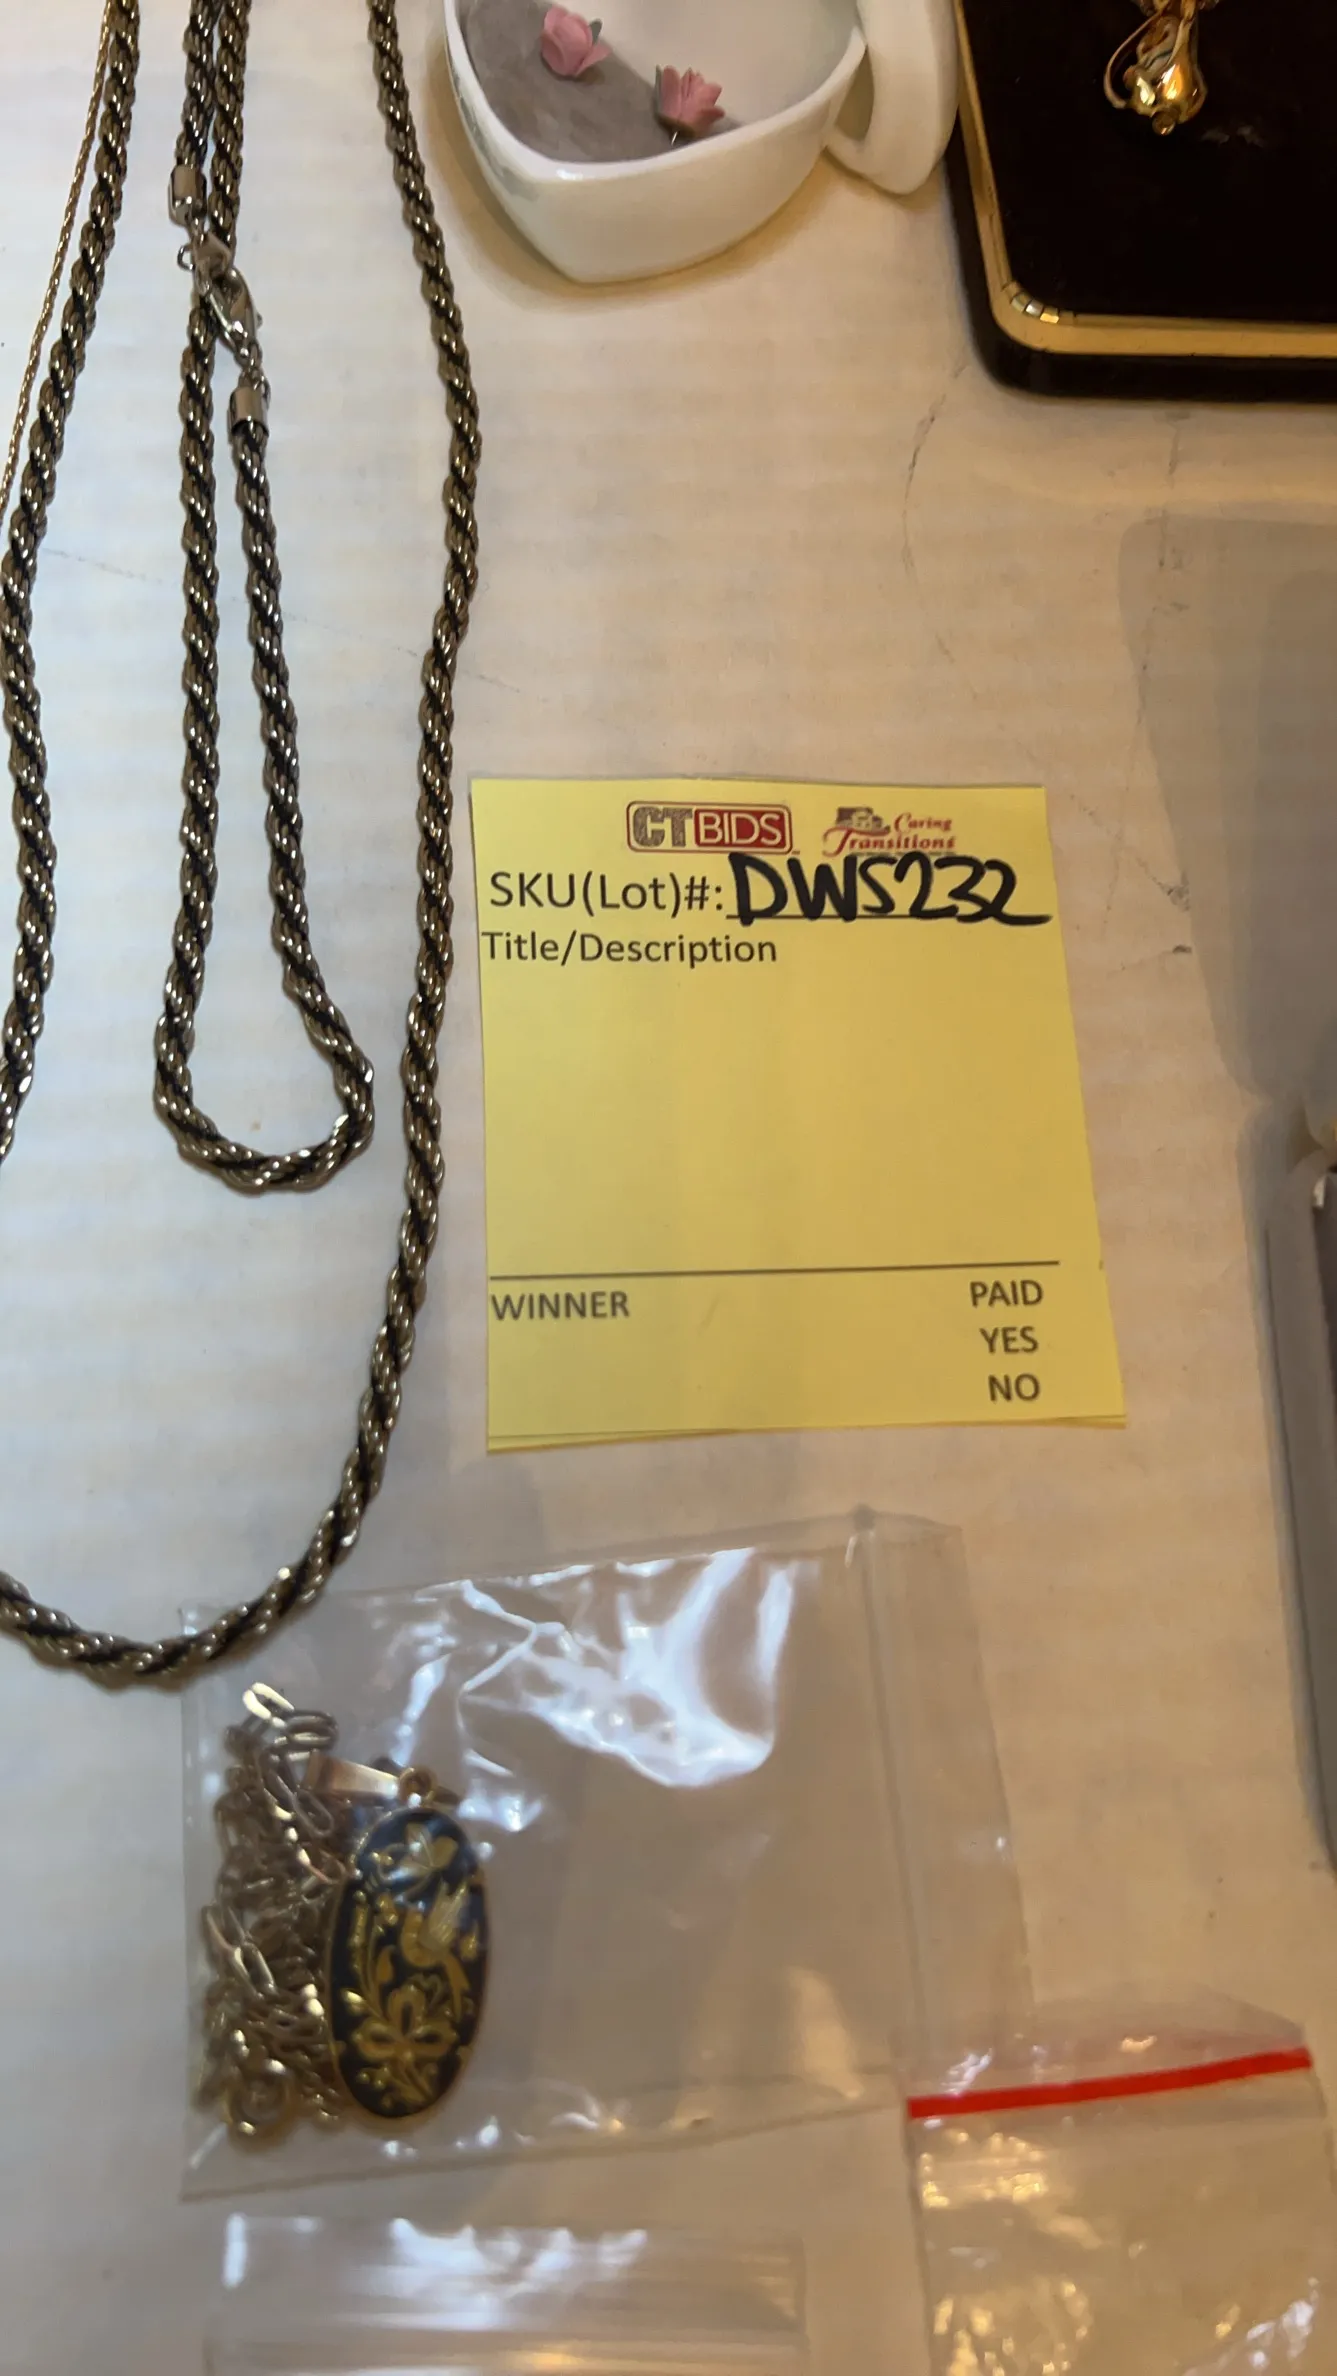 CTBIDS Caring Transitions
SKU(Lot)#: DWS232
Title/Description
WINNER PAID
YES
NO